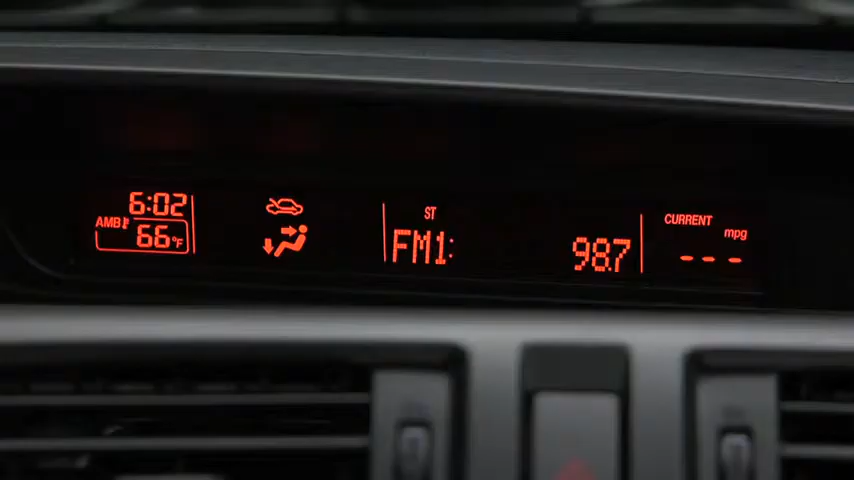 6:02
AMB 66°F
ST
FM1: 98.7
CURRENT
mpg
---